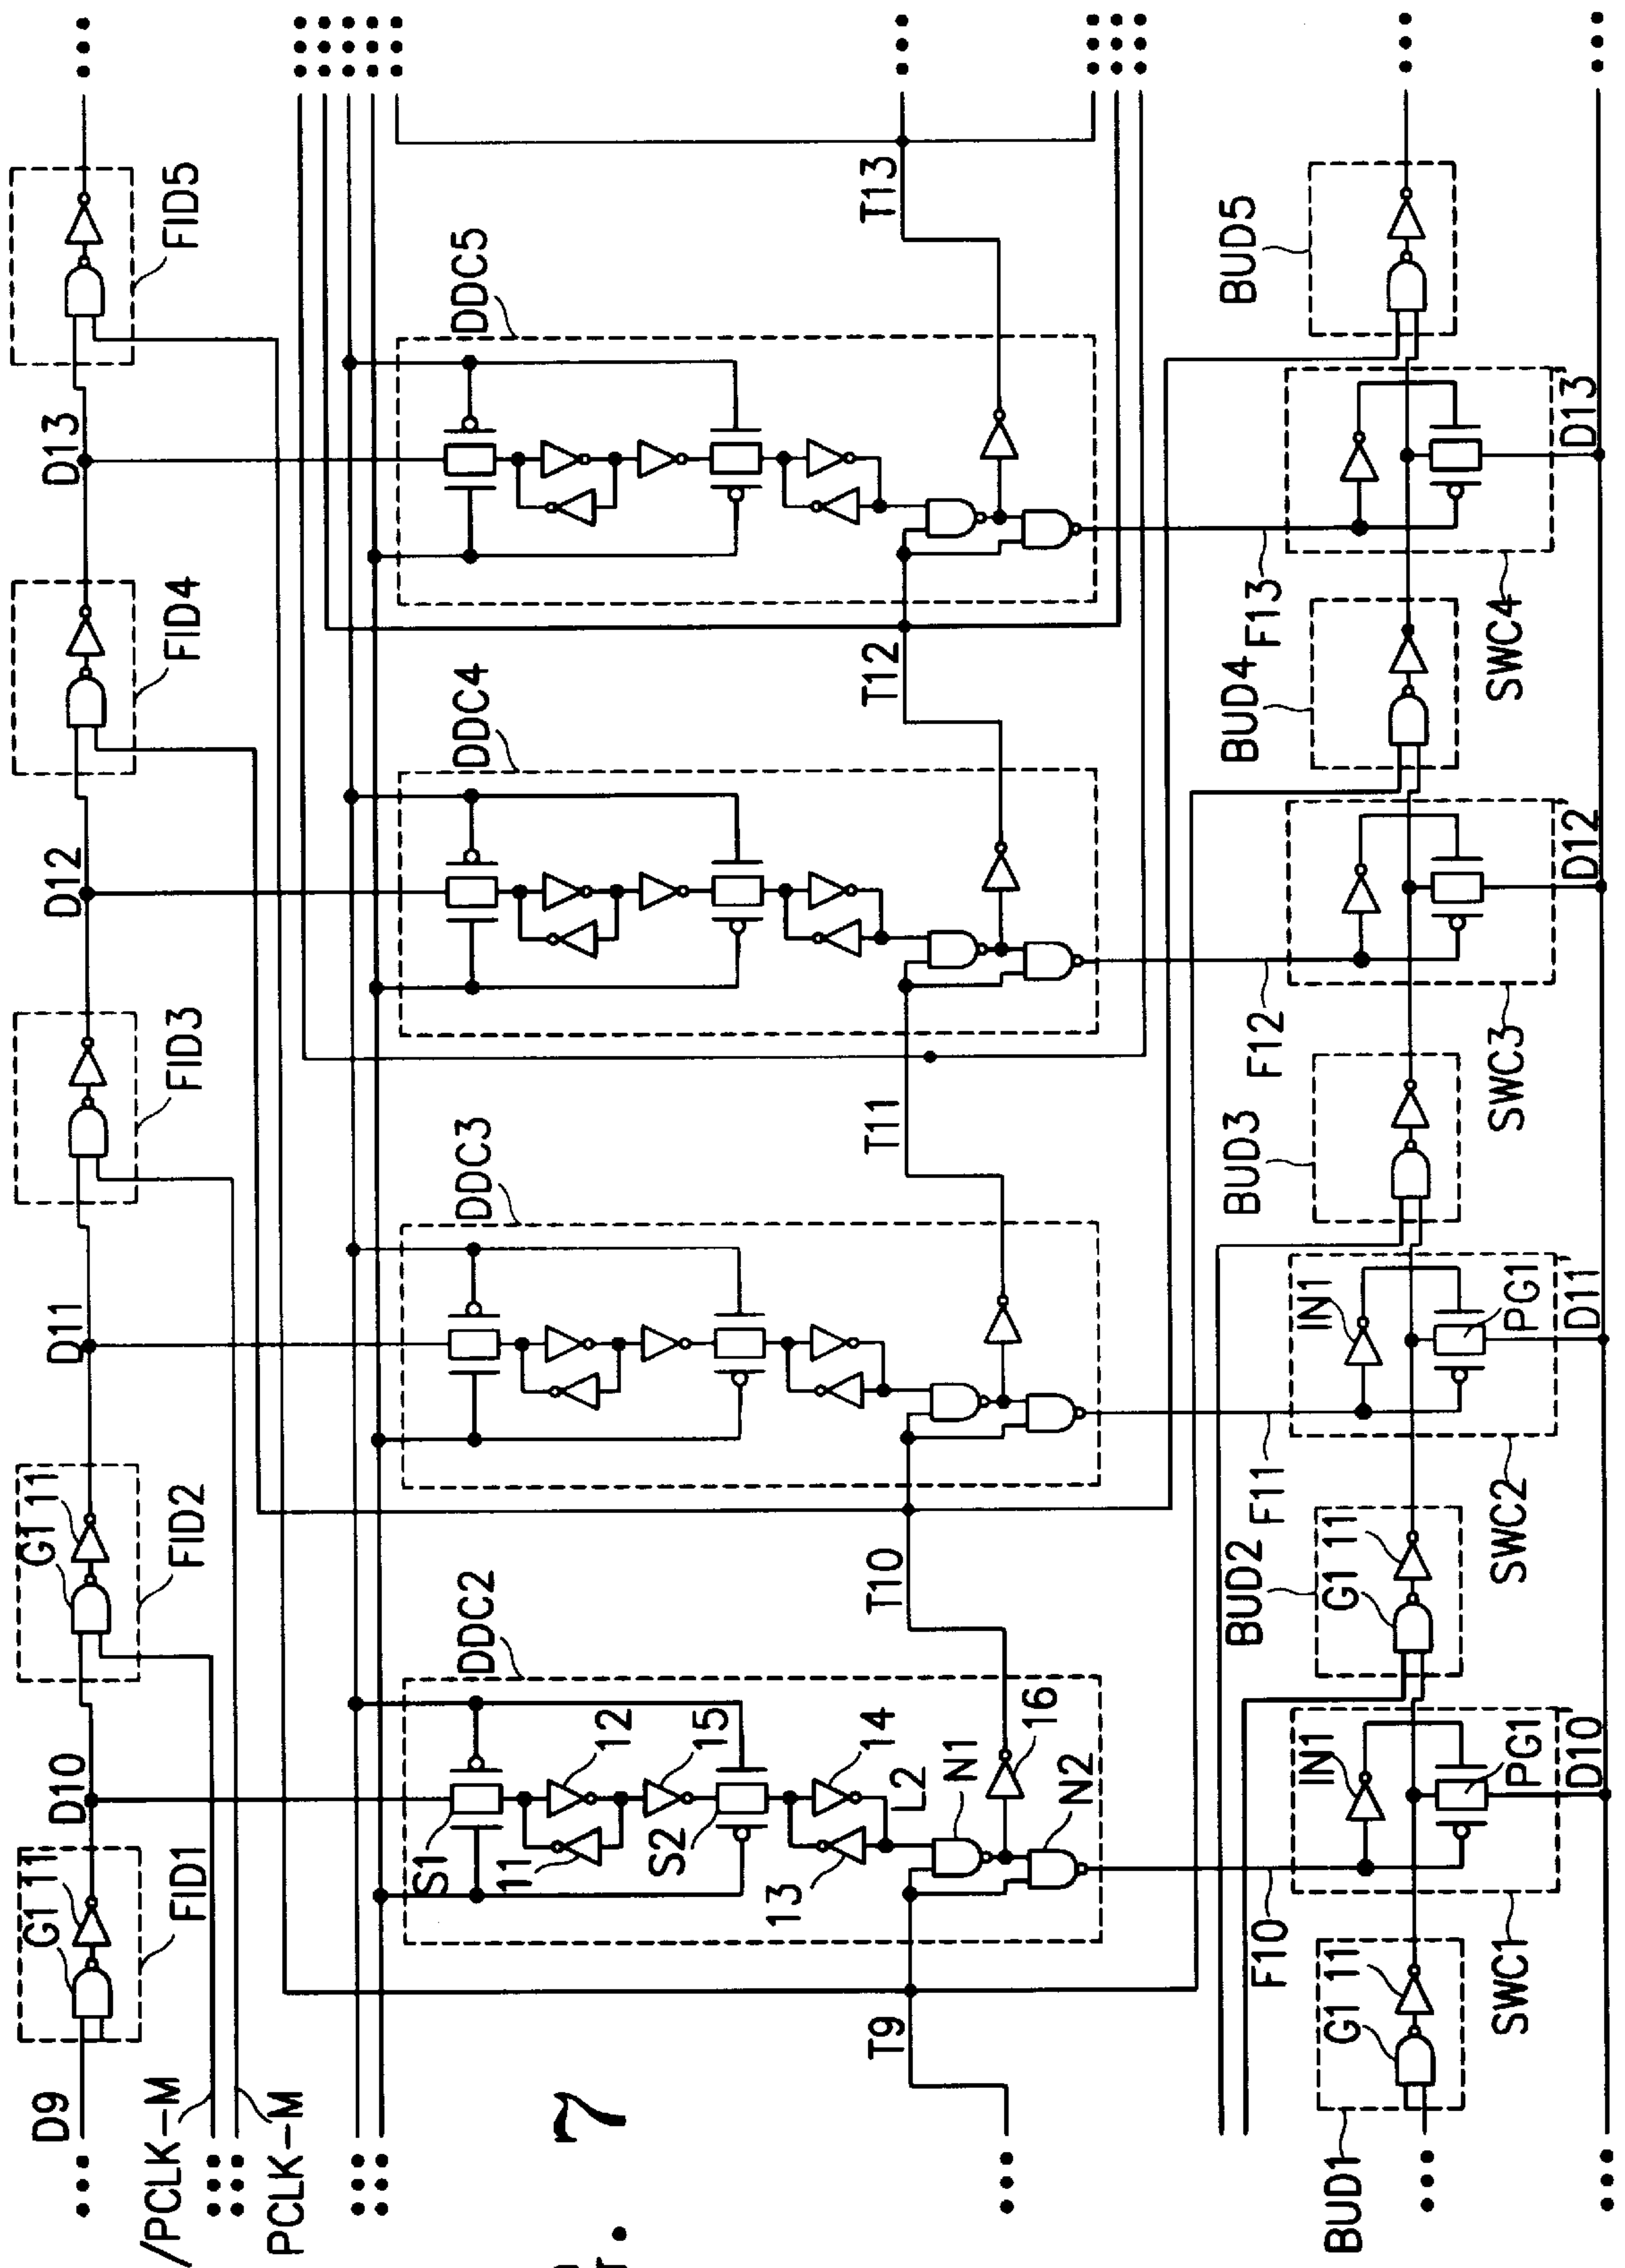 D9
G1 11
FID1
D10
G1 11
FID2
D11
FID3
D12
FID4
D13
FID5
/PCLK-M
PCLK-M
DDC2
S1
11
12
15
S2
13
14
L2
N1
16
N2
DDC3
DDC4
DDC5
T9
T10
T11
T12
T13
7
F10
F11
F12
F13
BUD1
G1 11
SWC1
IN1
PG1
D10'
BUD2
G1 11
SWC2
IN1
PG1
D11'
BUD3
SWC3
D12'
BUD4
SWC4
D13'
BUD5